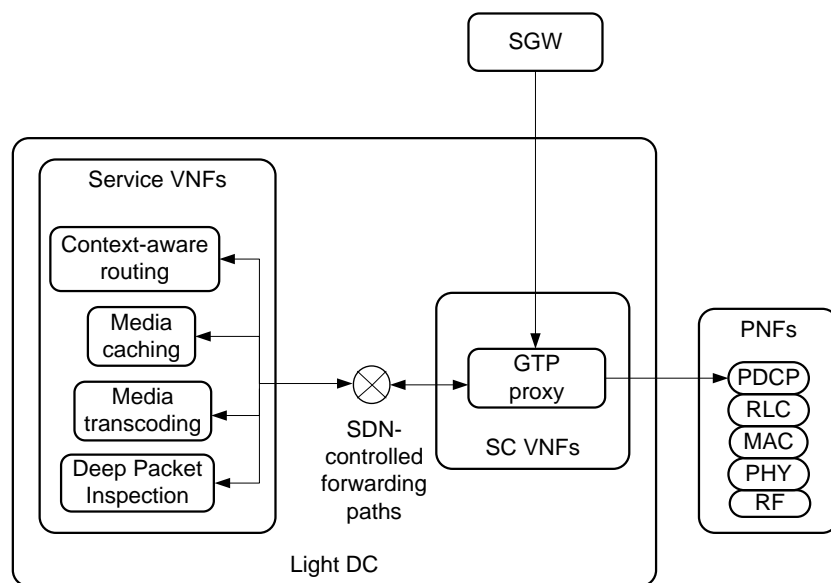 SGW
Service VNFs
Context-aware
routing
Media
caching
Media
transcoding
Deep Packet
Inspection
SDN-
controlled
forwarding
paths
GTP
proxy
SC VNFs
Light DC
PNFs
PDCP
RLC
MAC
PHY
RF